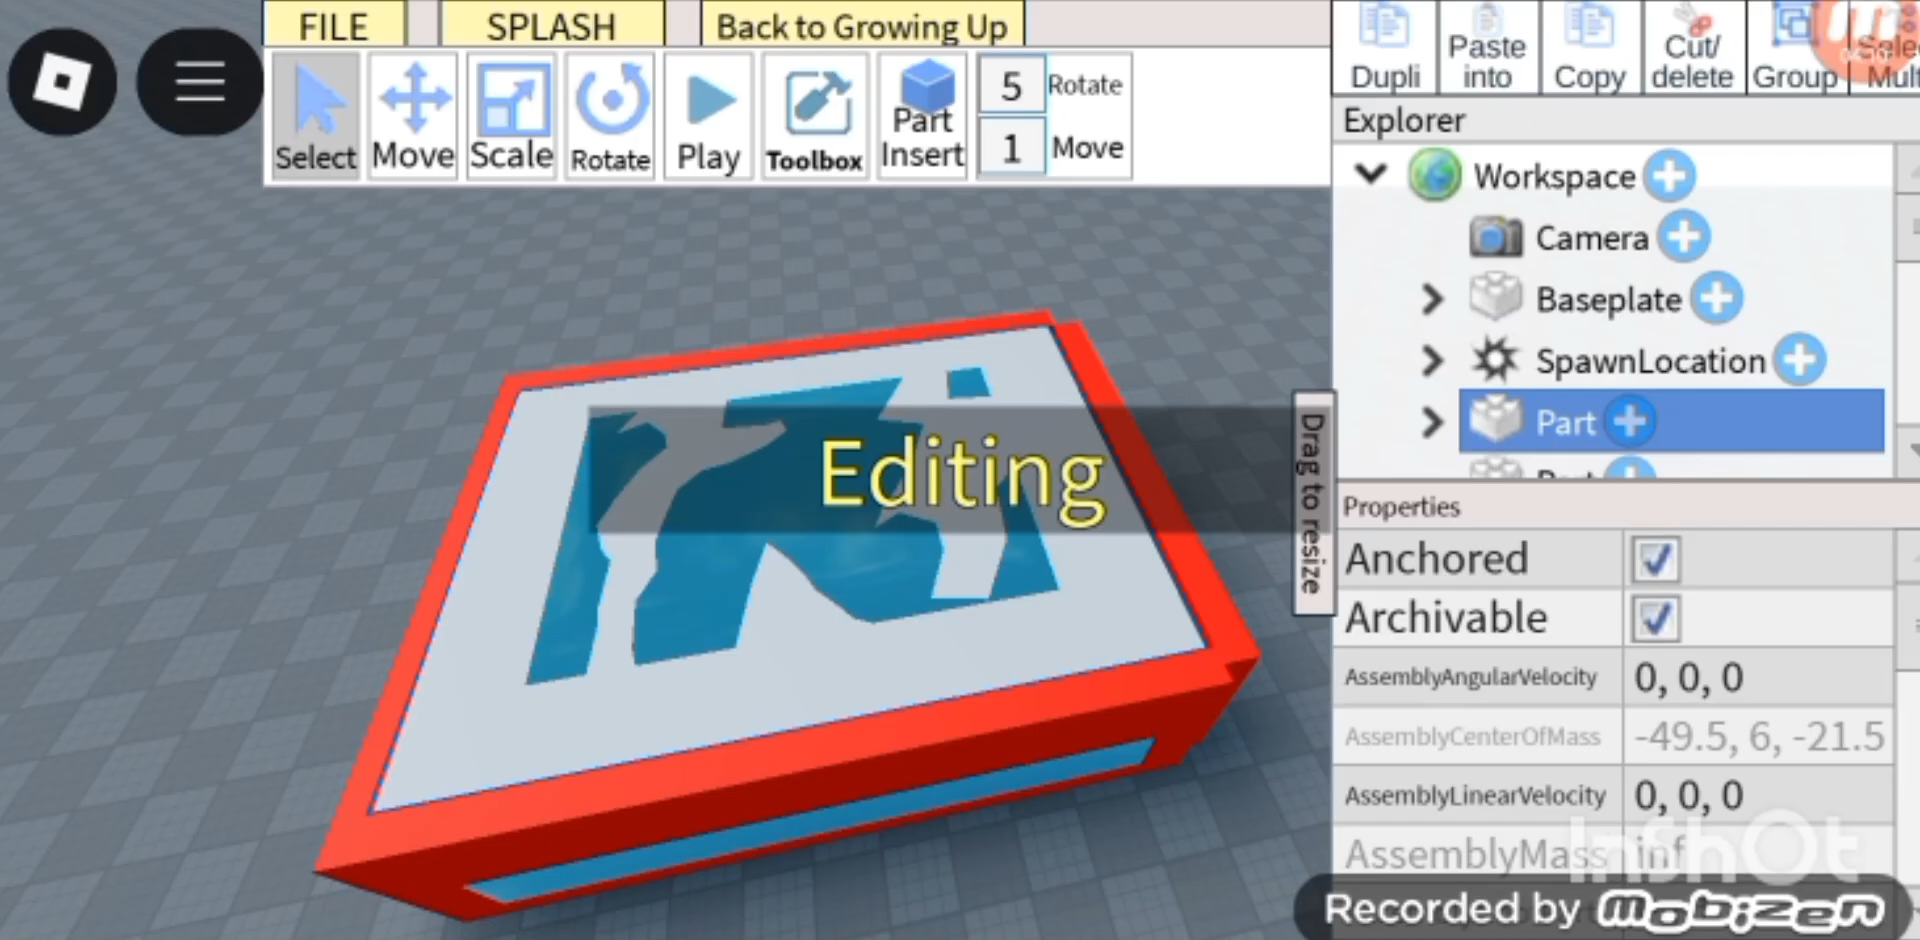 FILE
SPLASH
Back to Growing Up
Select
Move
Scale
Rotate
Play
Toolbox
Part
Insert
5
Rotate
1
Move
Dupli
Paste
into
Copy
Cut/
delete
Group
Explorer
Workspace
Camera
Baseplate
SpawnLocation
Part
Editing
Drag to resize
Properties
Anchored
Archivable
AssemblyAngularVelocity 0, 0, 0
AssemblyCenterOfMass -49.5, 6, -21.5
AssemblyLinearVelocity 0, 0, 0
AssemblyMass inf
InShOt
Recorded by mobizen